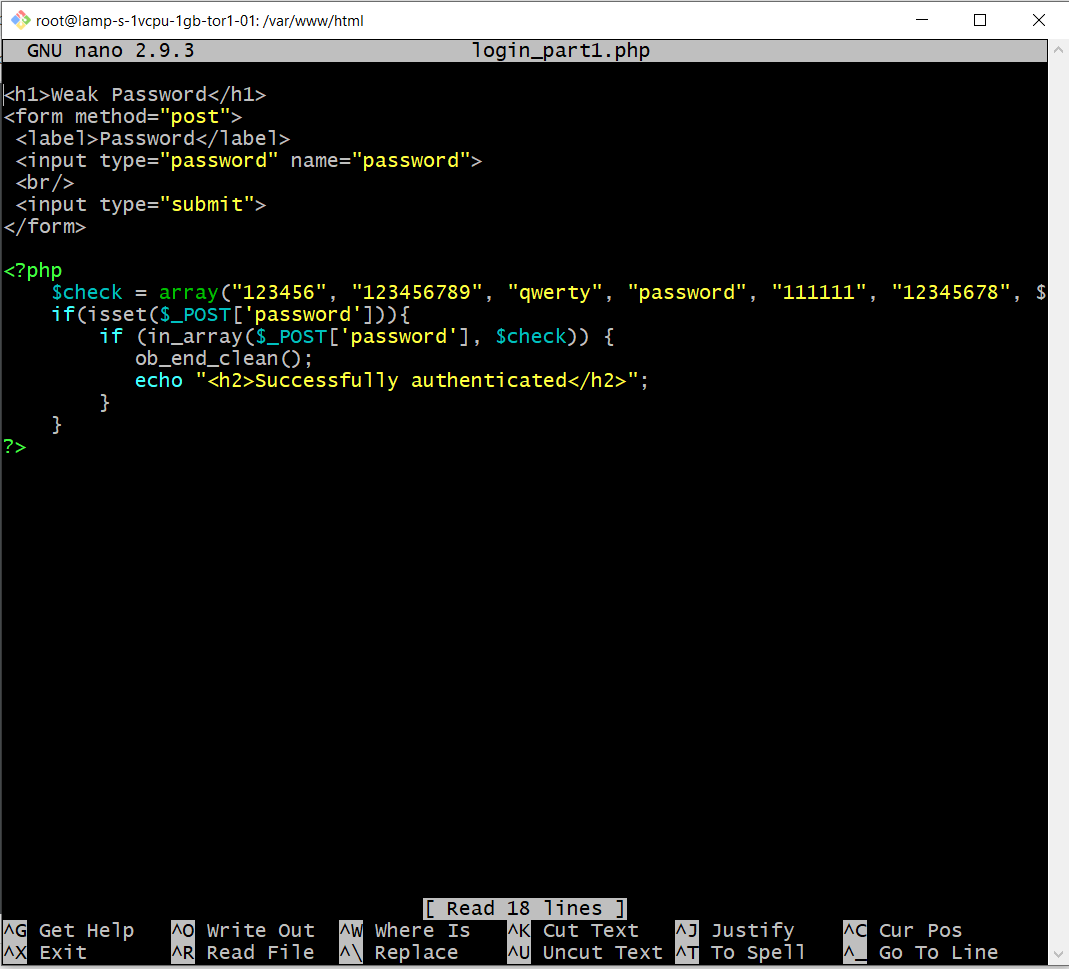 root@lamp-s-1vcpu-1gb-tor1-01: /var/www/html
GNU nano 2.9.3 login_part1.php
<h1>Weak Password</h1>
<form method="post">
 <label>Password</label>
 <input type="password" name="password">
 <br/>
 <input type="submit">
</form>

<?php
    $check = array("123456", "123456789", "qwerty", "password", "111111", "12345678", $
    if(isset($_POST['password'])){
        if (in_array($_POST['password'], $check)) {
           ob_end_clean();
           echo "<h2>Successfully authenticated</h2>";
        }
    }
?>
[ Read 18 lines ]
^G Get Help ^O Write Out ^W Where Is ^K Cut Text ^J Justify ^C Cur Pos
^X Exit ^R Read File ^\ Replace ^U Uncut Text ^T To Spell ^_ Go To Line